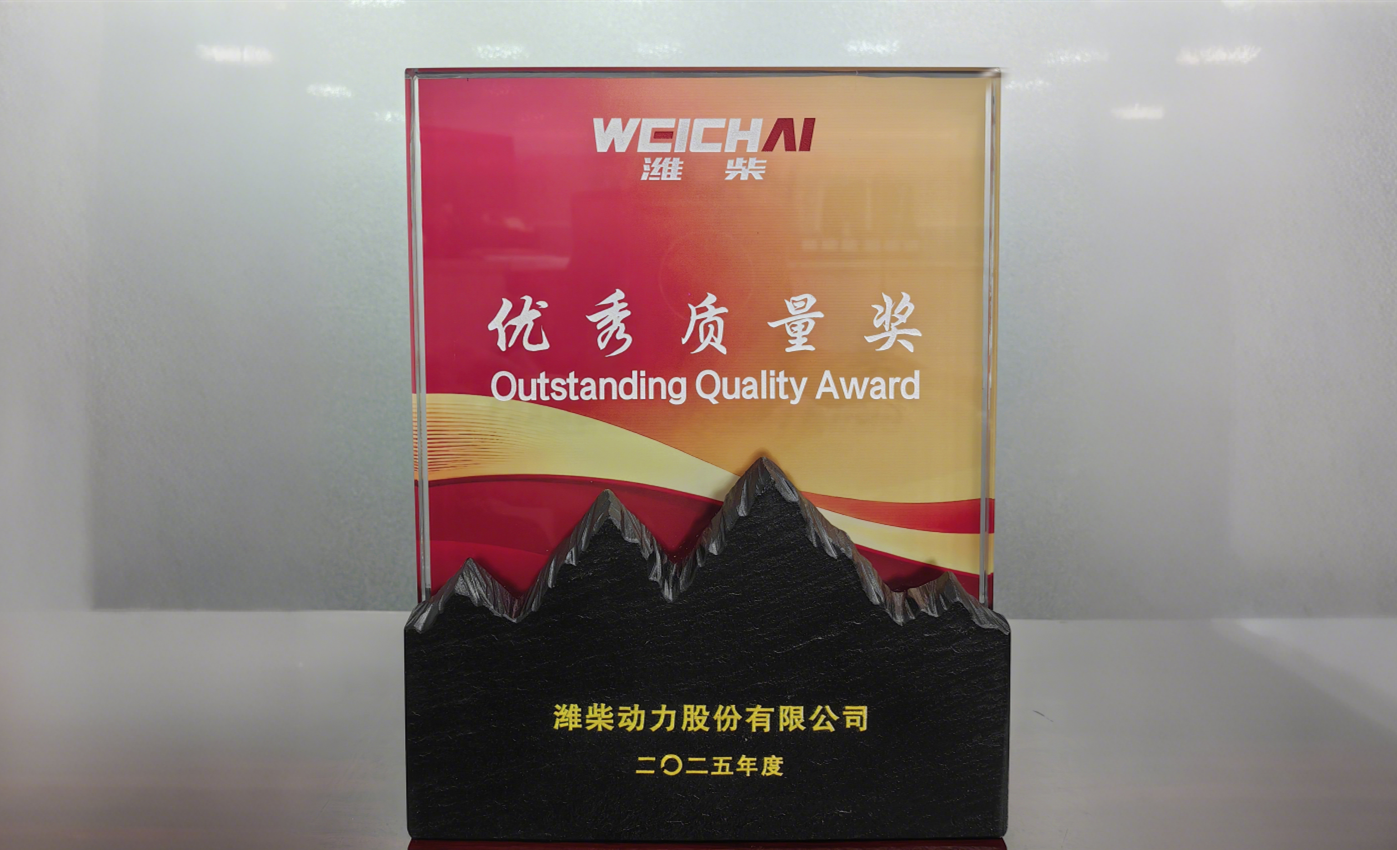 WEICHAI
潍柴
优秀质量奖
Outstanding Quality Award
潍柴动力股份有限公司
二〇二五年度